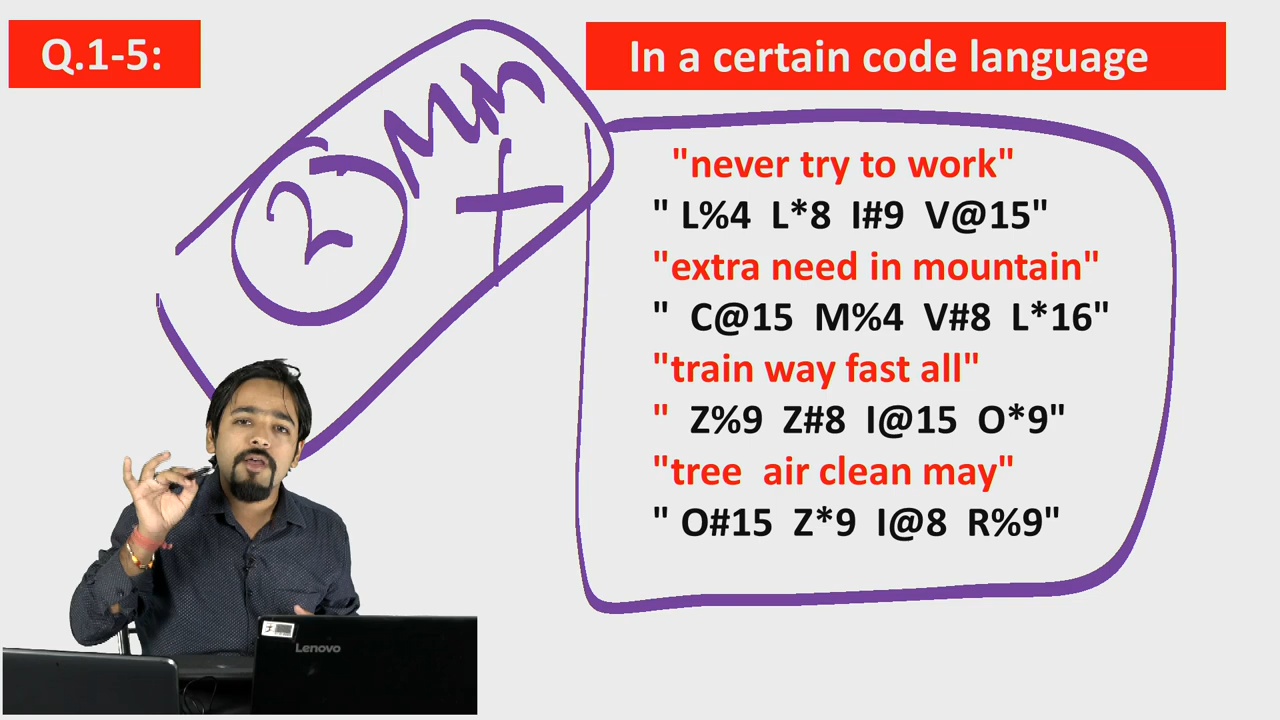 Q.1-5:
In a certain code language
"never try to work"
" L%4 L*8 I#9 V@15"
"extra need in mountain"
" C@15 M%4 V#8 L*16"
"train way fast all"
" Z%9 Z#8 I@15 O*9"
"tree air clean may"
" O#15 Z*9 I@8 R%9"
Lenovo